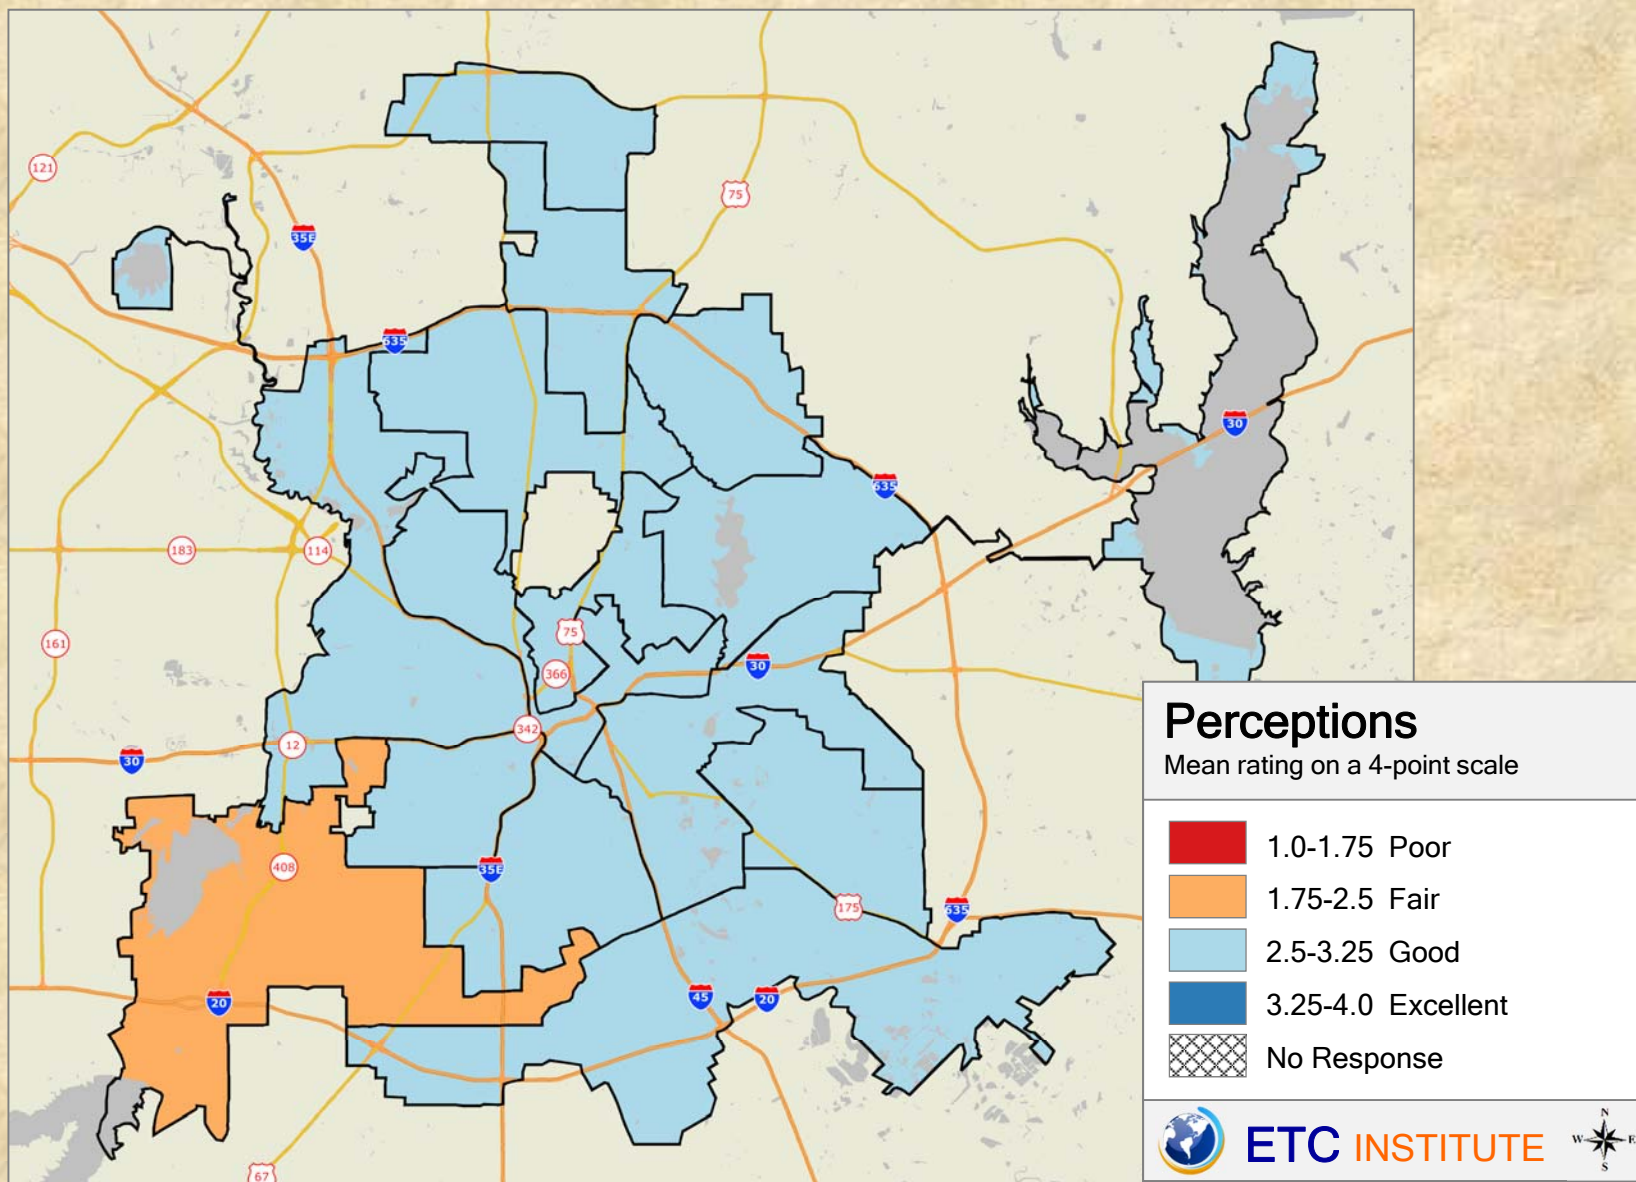 121
75
35E
635
30
635
183
114
161
75
366
30
342
12
30
408
35E
175
635
20
45
20
67
Perceptions
Mean rating on a 4-point scale
1.0-1.75 Poor
1.75-2.5 Fair
2.5-3.25 Good
3.25-4.0 Excellent
No Response
ETC INSTITUTE
N
W E
S